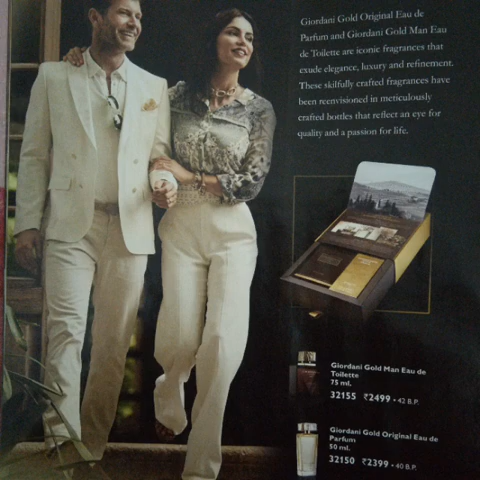 Giordani Gold Original Eau de
Parfum and Giordani Gold Man Eau
de Toilette are iconic fragrances that
exude elegance, luxury and refinement.
These skilfully crafted fragrances have
been reenvisioned in meticulously
crafted bottles that reflect an eye for
quality and a passion for life.
Giordani Gold Man Eau de
Toilette
75 ml.
32155 ₹2499 • 42 B.P.
Giordani Gold Original Eau de
Parfum
50 ml.
32150 ₹2399 • 40 B.P.